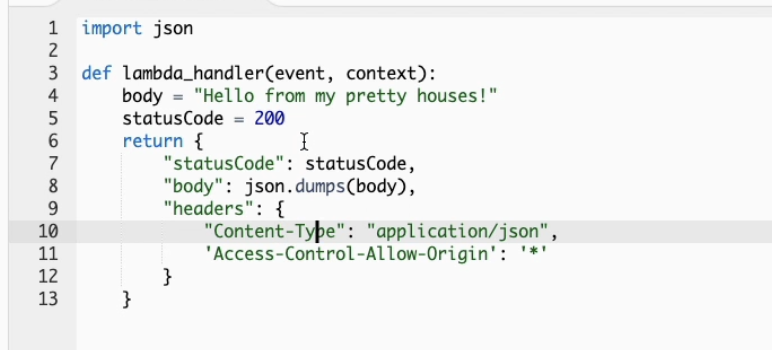 1 import json
2
3 def lambda_handler(event, context):
4     body = "Hello from my pretty houses!"
5     statusCode = 200
6     return {
7         "statusCode": statusCode,
8         "body": json.dumps(body),
9         "headers": {
10             "Content-Type": "application/json",
11             'Access-Control-Allow-Origin': '*'
12         }
13     }